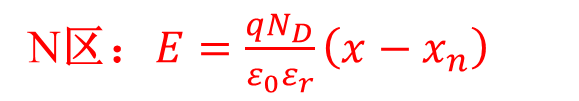 N区：$E = \frac{qN_D}{\varepsilon_0 \varepsilon_r}(x - x_n)$